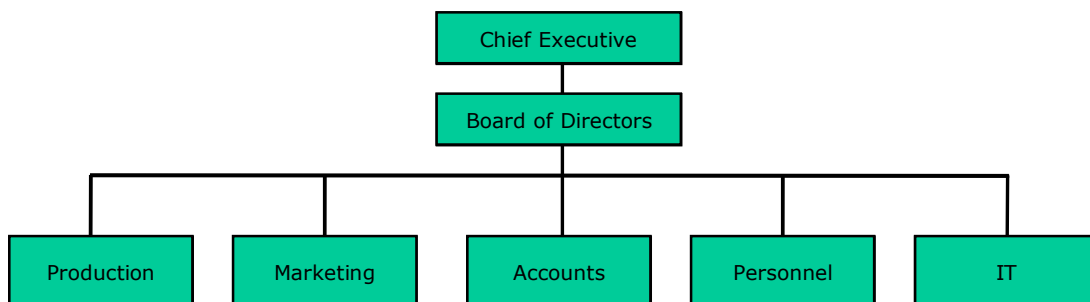 Chief Executive
Board of Directors
Production
Marketing
Accounts
Personnel
IT